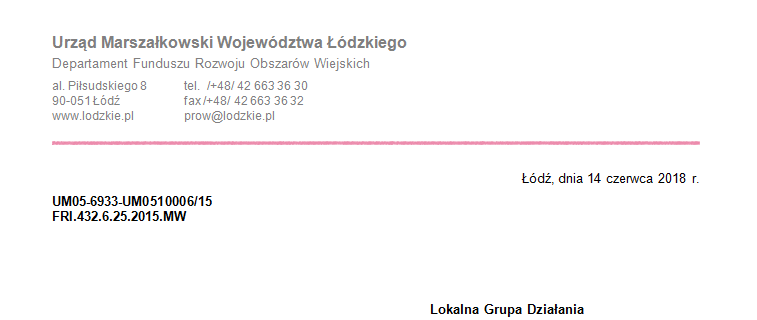 Urząd Marszałkowski Województwa Łódzkiego
Departament Funduszu Rozwoju Obszarów Wiejskich
al. Piłsudskiego 8 tel. /+48/ 42 663 36 30
90-051 Łódź fax /+48/ 42 663 36 32
www.lodzkie.pl prow@lodzkie.pl
Łódź, dnia 14 czerwca 2018 r.
UM05-6933-UM0510006/15
FRI.432.6.25.2015.MW
Lokalna Grupa Działania